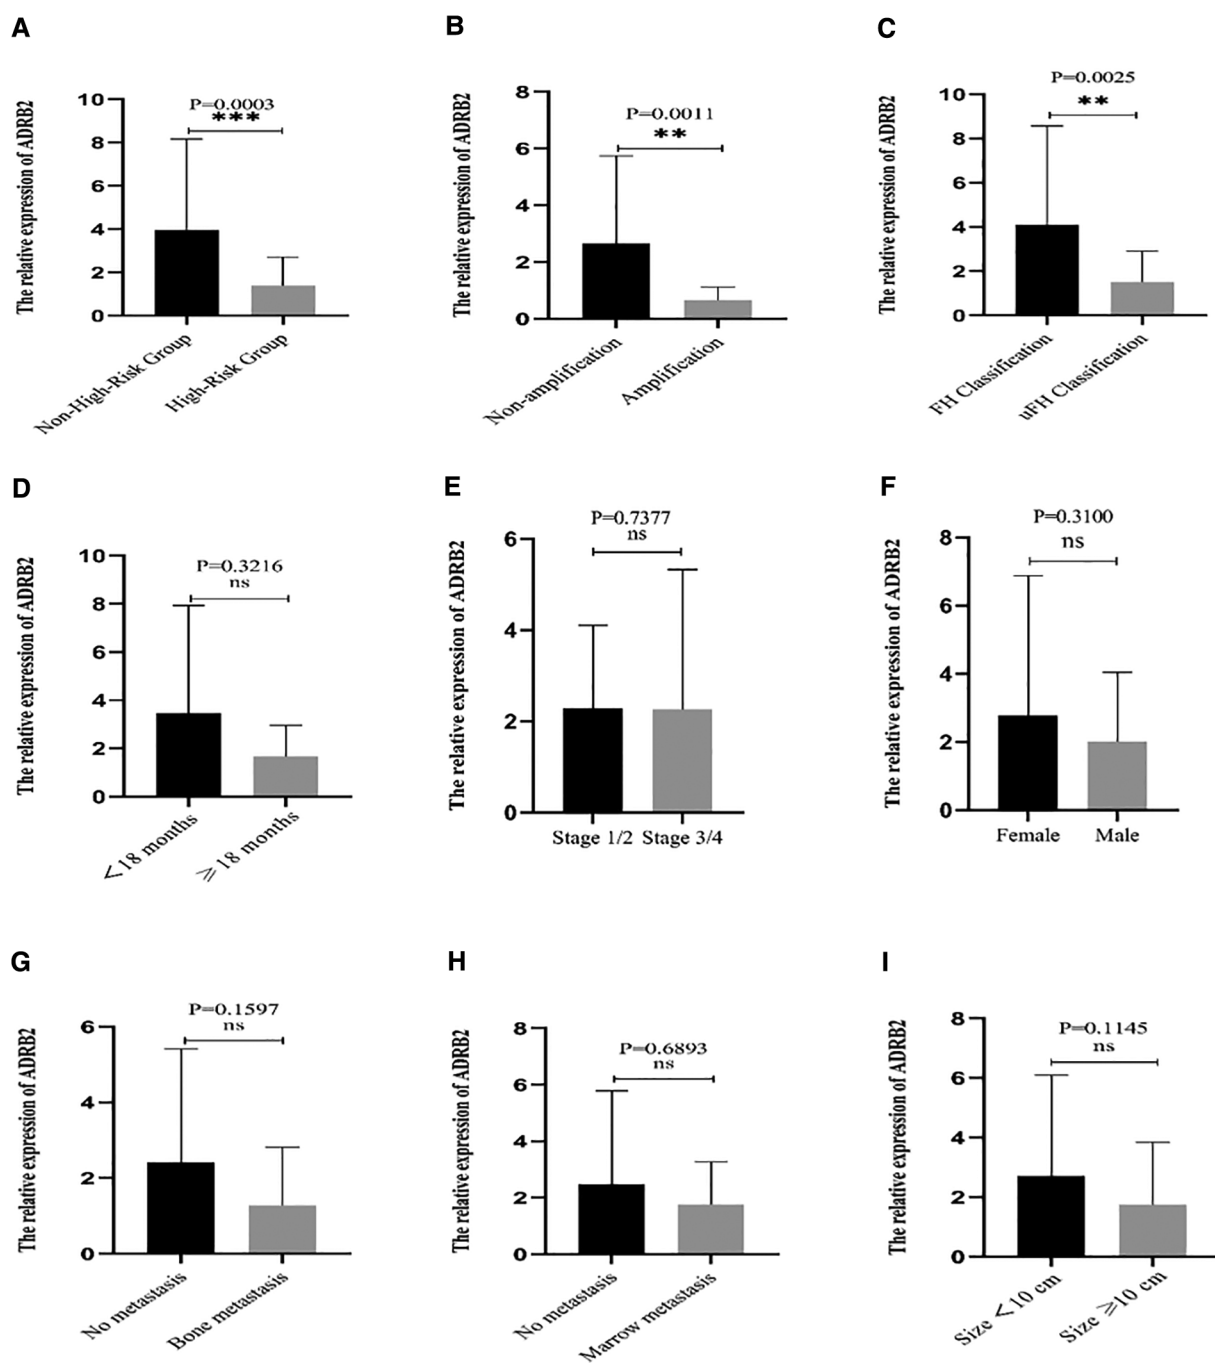 A
B
C
The relative expression of ADRB2
10
8
6
4
2
0
P=0.0003
***
Non-High-Risk Group
High-Risk Group
The relative expression of ADRB2
8
6
4
2
0
P=0.0011
**
Non-amplification
Amplification
The relative expression of ADRB2
10
8
6
4
2
0
P=0.0025
**
FH Classification
uFH Classification
D
E
F
The relative expression of ADRB2
10
8
6
4
2
0
P=0.3216
ns
<18 months
⩾18 months
The relative expression of ADRB2
6
4
2
0
P=0.7377
ns
Stage 1/2 Stage 3/4
The relative expression of ADRB2
8
6
4
2
0
P=0.3100
ns
Female Male
G
H
I
The relative expression of ADRB2
6
4
2
0
P=0.1597
ns
No metastasis
Bone metastasis
The relative expression of ADRB2
8
6
4
2
0
P=0.6893
ns
No metastasis
Marrow metastasis
The relative expression of ADRB2
8
6
4
2
0
P=0.1145
ns
Size <10 cm
Size ⩾10 cm